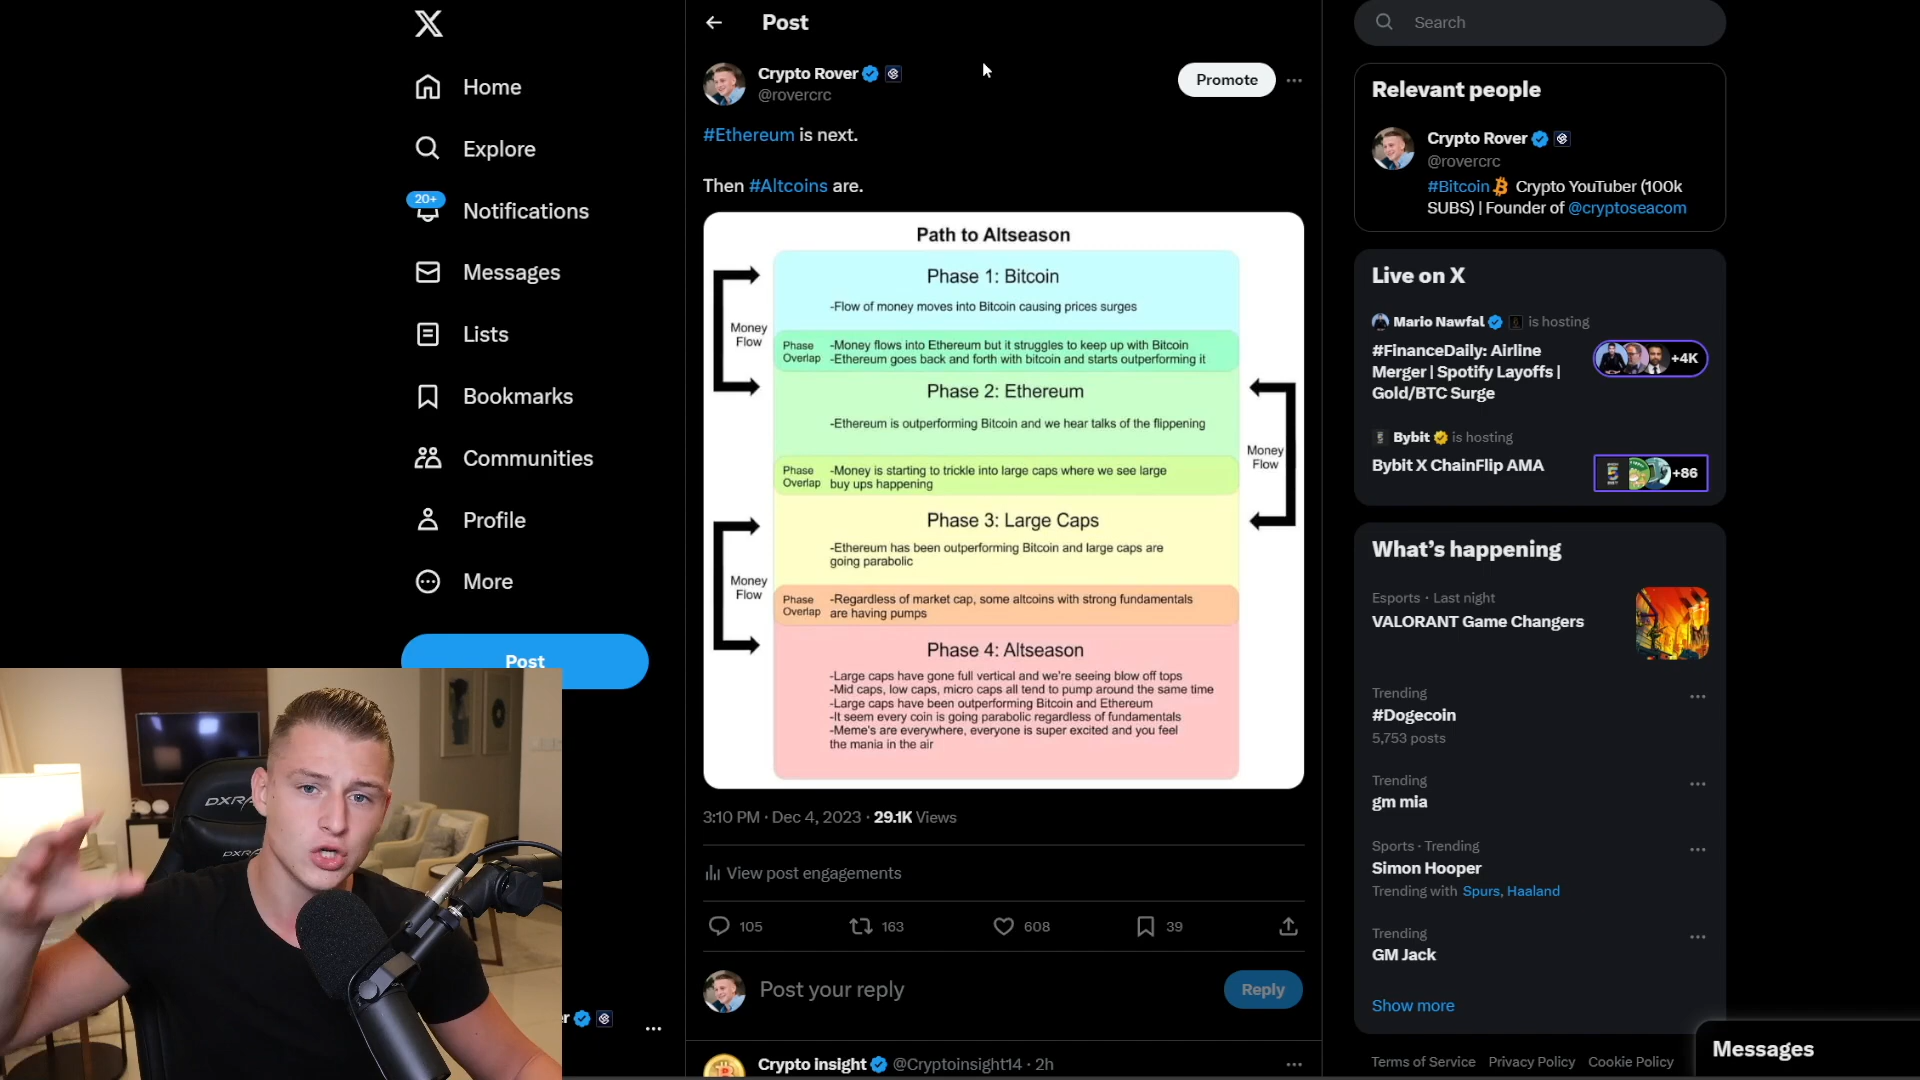 Home
Explore
20+
Notifications
Messages
Lists
Bookmarks
Communities
Profile
More
Post
DXRA
DXR
Post
Crypto Rover
@rovercrc
Promote
#Ethereum is next.
Then #Altcoins are.
Path to Altseason
Phase 1: Bitcoin
-Flow of money moves into Bitcoin causing prices surges
Money
Flow
Phase
Overlap
-Money flows into Ethereum but it struggles to keep up with Bitcoin
-Ethereum goes back and forth with bitcoin and starts outperforming it
Phase 2: Ethereum
-Ethereum is outperforming Bitcoin and we hear talks of the flippening
Money
Flow
Phase
Overlap
-Money is starting to trickle into large caps where we see large
buy ups happening
Phase 3: Large Caps
-Ethereum has been outperforming Bitcoin and large caps are
going parabolic
Money
Flow
Phase
Overlap
-Regardless of market cap, some altcoins with strong fundamentals
are having pumps
Phase 4: Altseason
-Large caps have gone full vertical and we're seeing blow off tops
-Mid caps, low caps, micro caps all tend to pump around the same time
-Large caps have been outperforming Bitcoin and Ethereum
-It seem every coin is going parabolic regardless of fundamentals
-Meme's are everywhere, everyone is super excited and you feel
the mania in the air
3:10 PM · Dec 4, 2023 · 29.1K Views
View post engagements
105
163
608
39
Post your reply
Reply
Crypto insight @Cryptoinsight14 · 2h
Search
Relevant people
Crypto Rover
@rovercrc
#Bitcoin Crypto YouTuber (100k
SUBS) | Founder of @cryptoseacom
Live on X
Mario Nawfal is hosting
#FinanceDaily: Airline
Merger | Spotify Layoffs |
Gold/BTC Surge
+4K
Bybit is hosting
Bybit X ChainFlip AMA
+86
What's happening
Esports · Last night
VALORANT Game Changers
Trending
#Dogecoin
5,753 posts
Trending
gm mia
Sports · Trending
Simon Hooper
Trending with Spurs, Haaland
Trending
GM Jack
Show more
Terms of Service Privacy Policy Cookie Policy
Messages